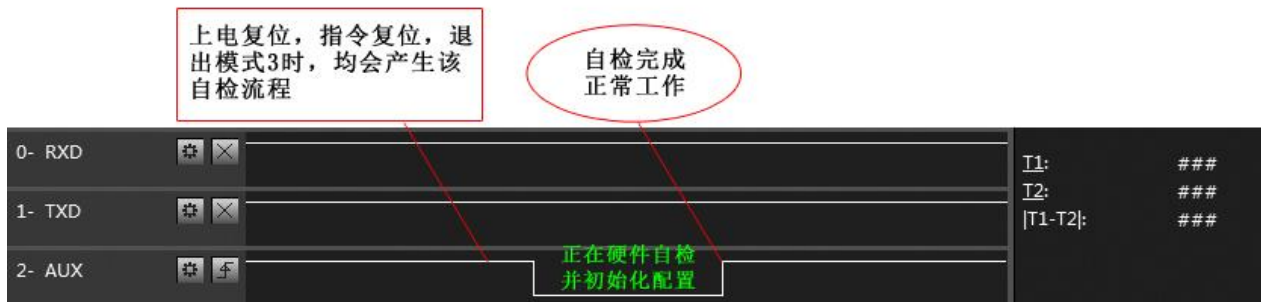 上电复位，指令复位，退
出模式3时，均会产生该
自检流程
自检完成
正常工作
0- RXD
T1: ###
T2: ###
1- TXD
|T1-T2|: ###
2- AUX
正在硬件自检
并初始化配置